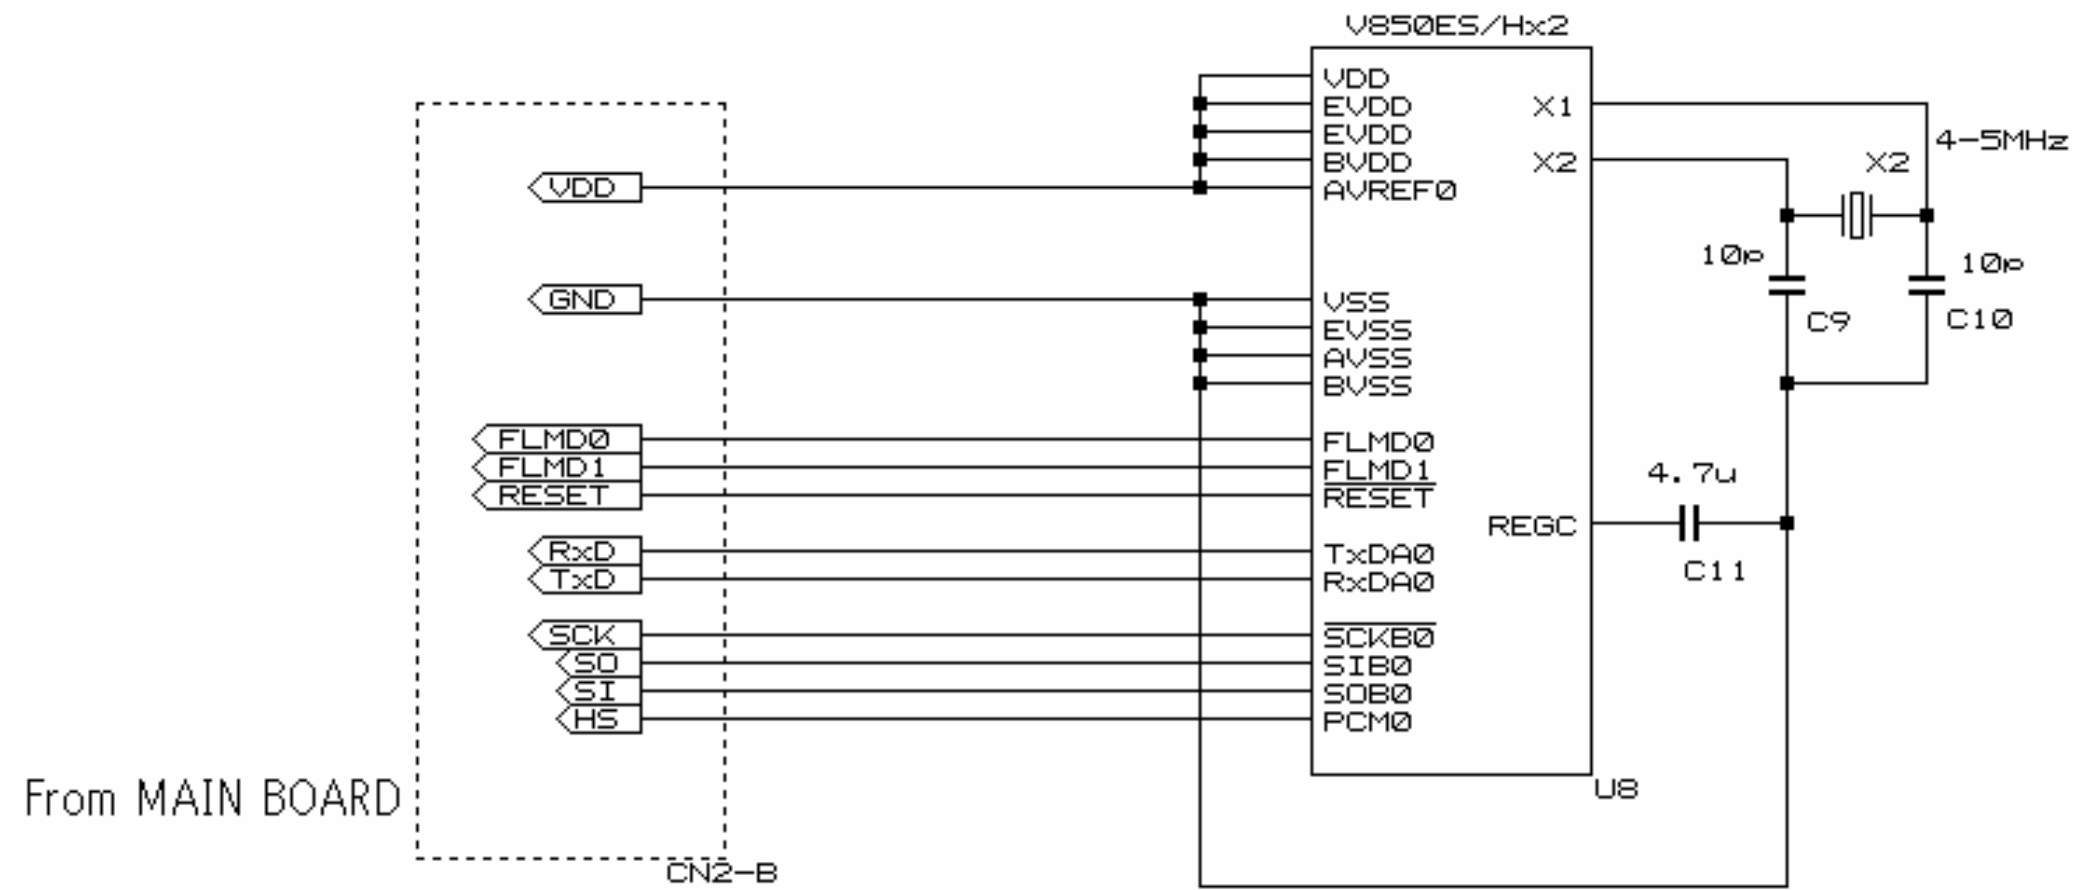 V850ES/Hx2
VDD
EVDD
EVDD
BVDD
AVREF0
X1
X2
4-5MHz
X2
VDD
10p
10p
C9
C10
GND
VSS
EVSS
AVSS
BVSS
FLMD0
FLMD1
RESET
FLMD0
FLMD1
RESET
4.7u
REGC
C11
RxD
TxD
TxDA0
RxDA0
SCK
SO
SI
HS
SCKB0
SIB0
SOB0
PCM0
U8
From MAIN BOARD
CN2-B